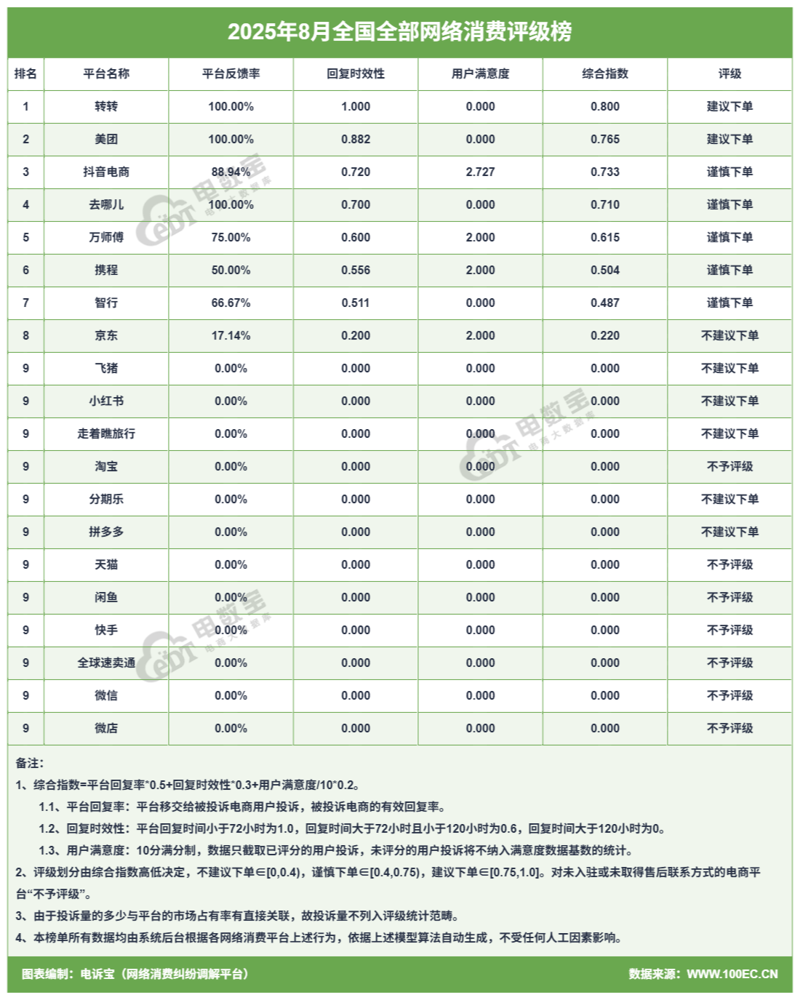 2025年8月全国全部网络消费评级榜
排名 平台名称 平台反馈率 回复时效性 用户满意度 综合指数 评级
1 转转 100.00% 1.000 0.000 0.800 建议下单
2 美团 100.00% 0.882 0.000 0.765 建议下单
3 抖音电商 88.94% 0.720 2.727 0.733 谨慎下单
4 去哪儿 100.00% 0.700 0.000 0.710 谨慎下单
5 万师傅 75.00% 0.600 2.000 0.615 谨慎下单
6 携程 50.00% 0.556 2.000 0.504 谨慎下单
7 智行 66.67% 0.511 0.000 0.487 谨慎下单
8 京东 17.14% 0.200 2.000 0.220 不建议下单
9 飞猪 0.00% 0.000 0.000 0.000 不建议下单
9 小红书 0.00% 0.000 0.000 0.000 不建议下单
9 走着瞧旅行 0.00% 0.000 0.000 0.000 不建议下单
9 淘宝 0.00% 0.000 0.000 0.000 不予评级
9 分期乐 0.00% 0.000 0.000 0.000 不建议下单
9 拼多多 0.00% 0.000 0.000 0.000 不建议下单
9 天猫 0.00% 0.000 0.000 0.000 不予评级
9 闲鱼 0.00% 0.000 0.000 0.000 不予评级
9 快手 0.00% 0.000 0.000 0.000 不予评级
9 全球速卖通 0.00% 0.000 0.000 0.000 不予评级
9 微信 0.00% 0.000 0.000 0.000 不予评级
9 微店 0.00% 0.000 0.000 0.000 不予评级
备注：
1、综合指数=平台回复率*0.5+回复时效性*0.3+用户满意度/10*0.2。
1.1、平台回复率：平台移交给被投诉电商用户投诉，被投诉电商的有效回复率。
1.2、回复时效性：平台回复时间小于72小时为1.0，回复时间大于72小时且小于120小时为0.6，回复时间大于120小时为0。
1.3、用户满意度：10分满分制，数据只截取已评分的用户投诉，未评分的用户投诉将不纳入满意度数据基数的统计。
2、评级划分由综合指数高低决定，不建议下单∈[0,0.4)，谨慎下单∈[0.4,0.75)，建议下单∈[0.75,1.0]。对未入驻或未取得售后联系方式的电商平
台“不予评级”。
3、由于投诉量的多少与平台的市场占有率有直接关联，故投诉量不列入评级统计范畴。
4、本榜单所有数据均由系统后台根据各网络消费平台上述行为，依据上述模型算法自动生成，不受任何人工因素影响。
图表编制：电诉宝（网络消费纠纷调解平台） 数据来源：WWW.100EC.CN
eDT 电数宝
电商大数据库
eDT 电数宝
电商大数据库
eDT 电数宝
电商大数据库